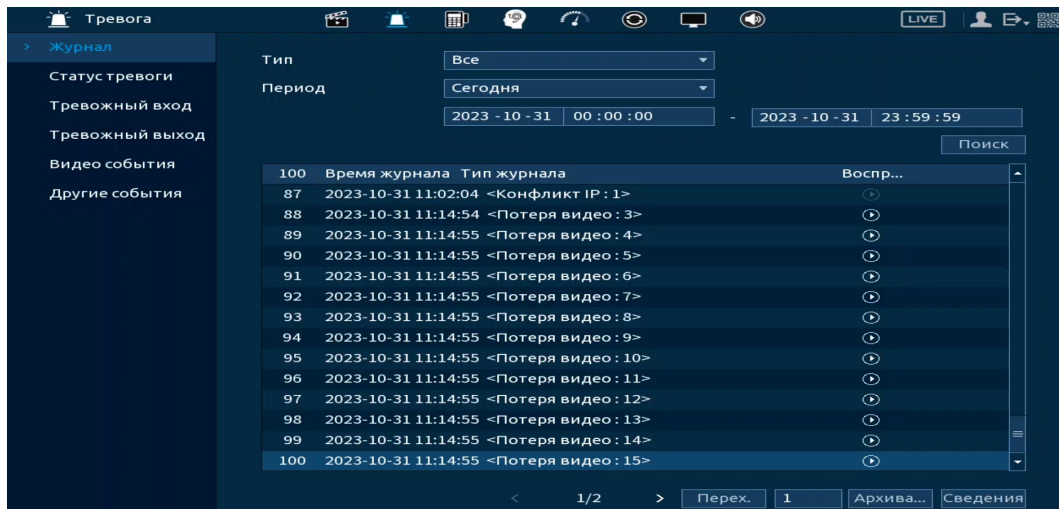 Тревога LIVE
Журнал
Статус тревоги
Тревожный вход
Тревожный выход
Видео события
Другие события
Тип Все
Период Сегодня
2023 -10 -31 00 : 00 : 00 - 2023 -10 -31 23 : 59 : 59
Поиск
100 Время журнала Тип журнала Воспр...
87 2023-10-31 11:02:04 <Конфликт IP : 1>
88 2023-10-31 11:14:54 <Потеря видео : 3>
89 2023-10-31 11:14:55 <Потеря видео : 4>
90 2023-10-31 11:14:55 <Потеря видео : 5>
91 2023-10-31 11:14:55 <Потеря видео : 6>
92 2023-10-31 11:14:55 <Потеря видео : 7>
93 2023-10-31 11:14:55 <Потеря видео : 8>
94 2023-10-31 11:14:55 <Потеря видео : 9>
95 2023-10-31 11:14:55 <Потеря видео : 10>
96 2023-10-31 11:14:55 <Потеря видео : 11>
97 2023-10-31 11:14:55 <Потеря видео : 12>
98 2023-10-31 11:14:55 <Потеря видео : 13>
99 2023-10-31 11:14:55 <Потеря видео : 14>
100 2023-10-31 11:14:55 <Потеря видео : 15>
< 1/2 > Перех. 1 Архива... Сведения